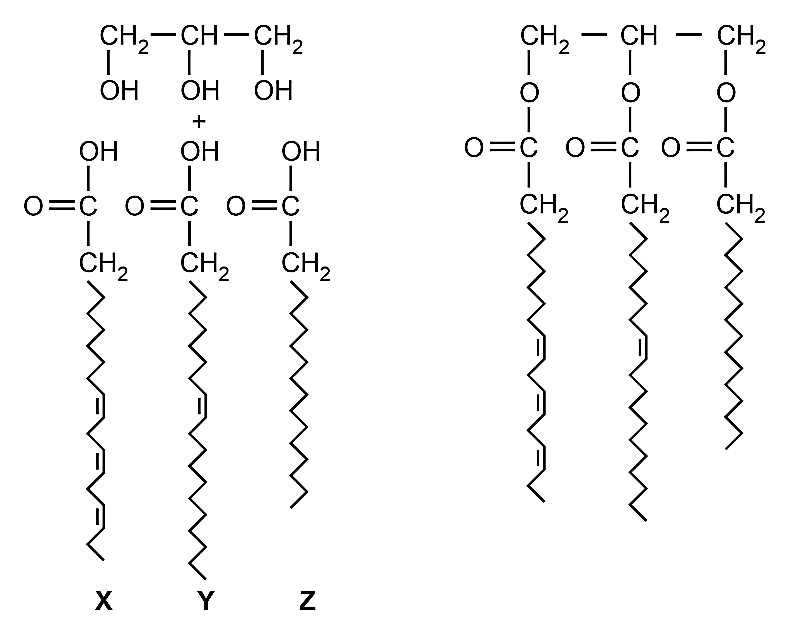 CH₂ CH CH₂ CH₂ CH CH₂
OH OH OH O O O
+
OH OH OH O C O C O C
O C O C O C
CH₂ CH₂ CH₂
CH₂ CH₂ CH₂
X Y Z